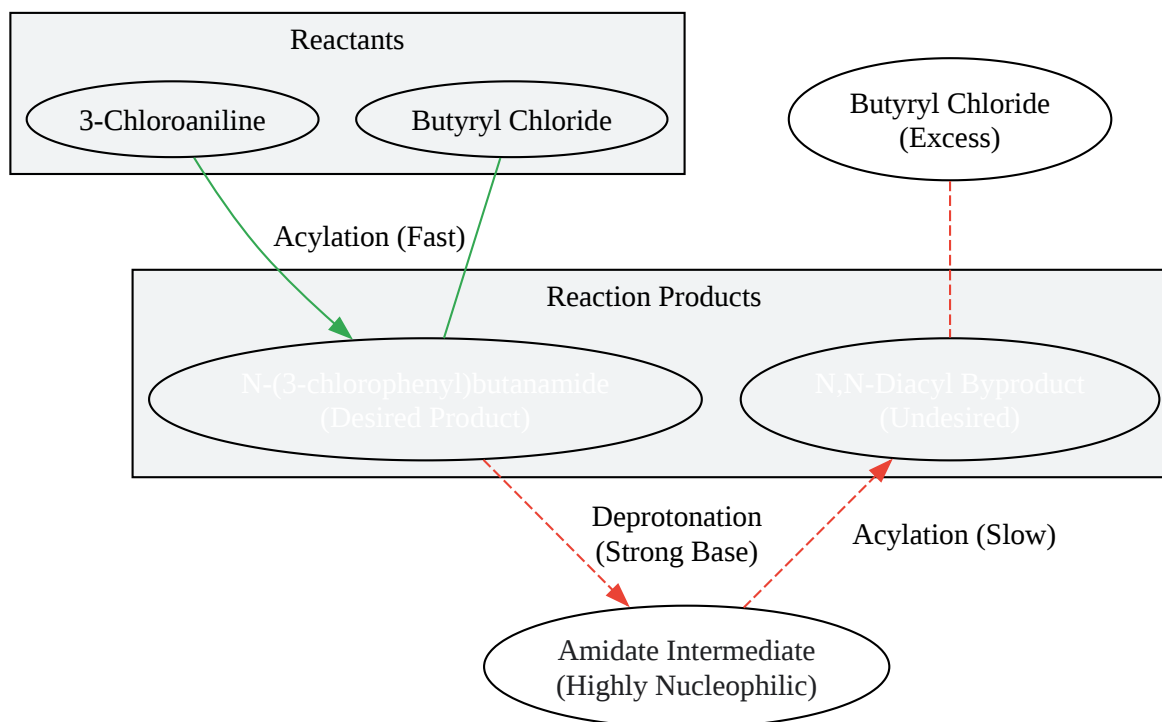 Reactants
3-Chloroaniline
Butyryl Chloride
Butyryl Chloride
(Excess)
Acylation (Fast)
Reaction Products
N-(3-chlorophenyl)butanamide
(Desired Product)
N,N-Diacyl Byproduct
(Undesired)
Deprotonation
(Strong Base)
Acylation (Slow)
Amidate Intermediate
(Highly Nucleophilic)